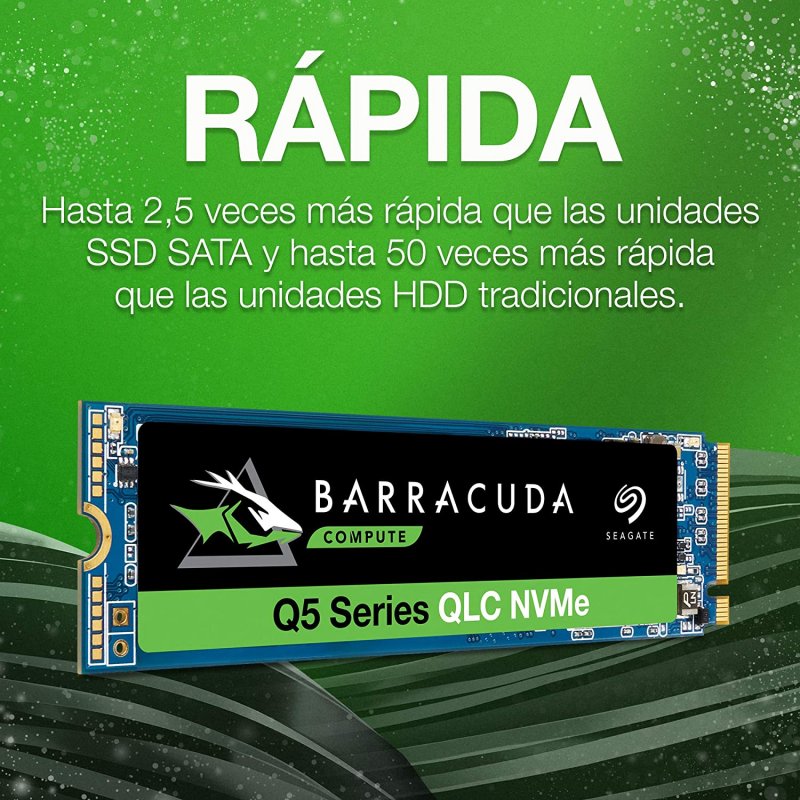 RÁPIDA
Hasta 2,5 veces más rápida que las unidades
SSD SATA y hasta 50 veces más rápida
que las unidades HDD tradicionales.
BARRACUDA
COMPUTE
SEAGATE
Q5 Series QLC NVMe
Q3